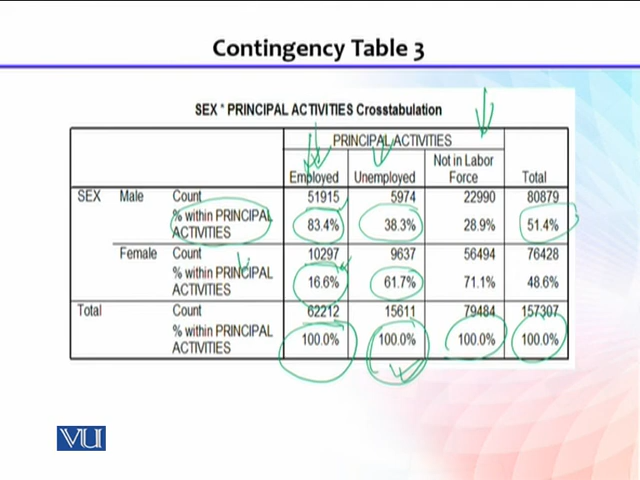 Contingency Table 3
SEX * PRINCIPAL ACTIVITIES Crosstabulation
PRINCIPAL ACTIVITIES
Employed Unemployed Not in Labor Force Total
SEX Male Count 51915 5974 22990 80879
% within PRINCIPAL ACTIVITIES 83.4% 38.3% 28.9% 51.4%
Female Count 10297 9637 56494 76428
% within PRINCIPAL ACTIVITIES 16.6% 61.7% 71.1% 48.6%
Total Count 62212 15611 79484 157307
% within PRINCIPAL ACTIVITIES 100.0% 100.0% 100.0% 100.0%
VU